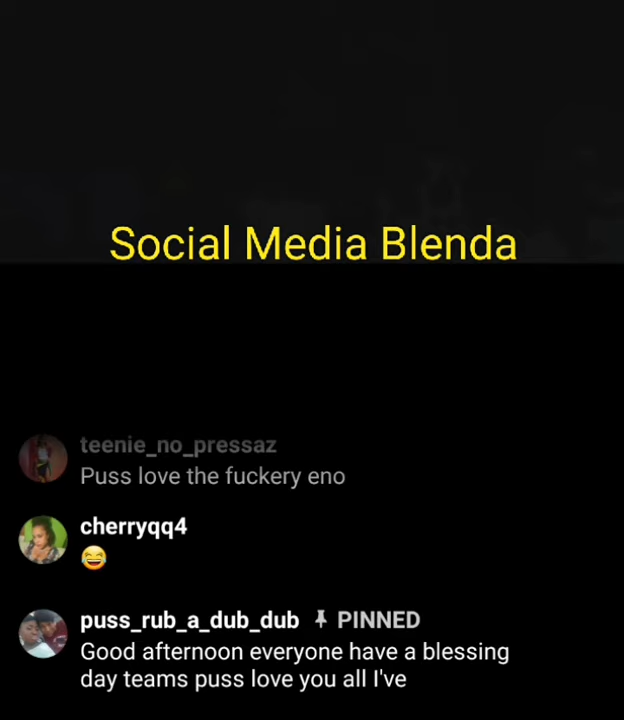 Social Media Blenda
teenie_no_pressaz
Puss love the fuckery eno
cherryqq4
😂
puss_rub_a_dub_dub PINNED
Good afternoon everyone have a blessing
day teams puss love you all I've